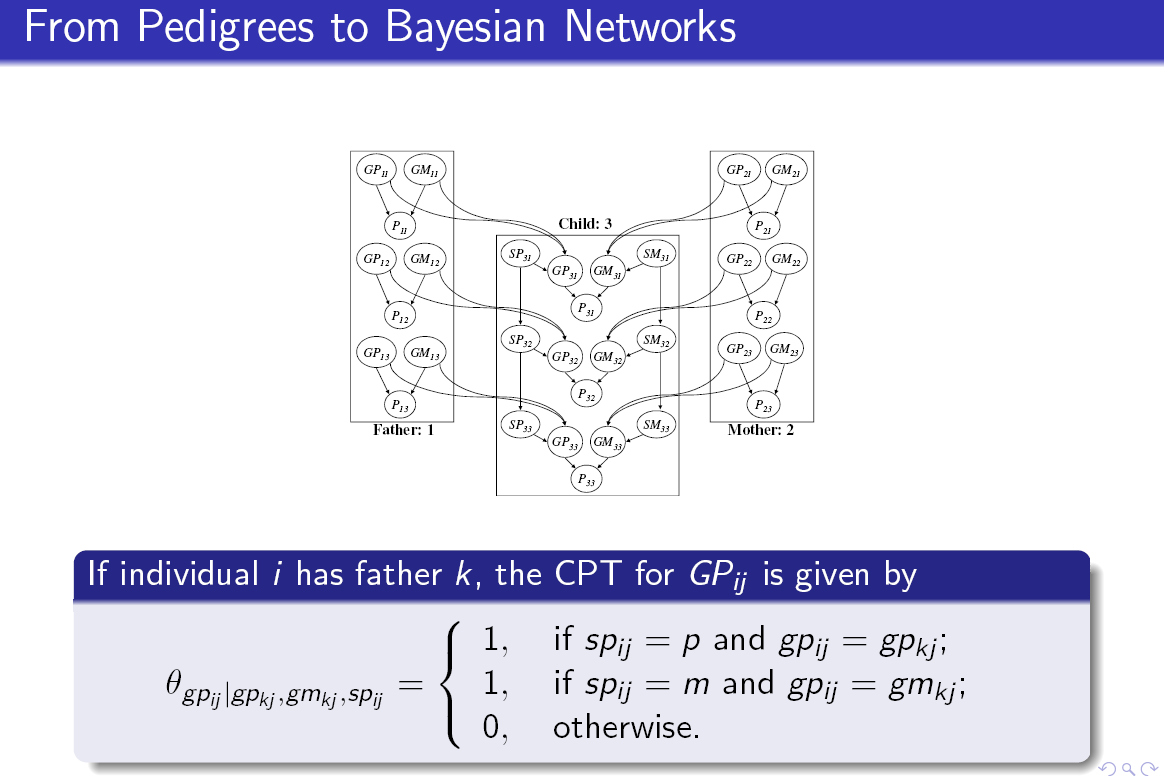 From Pedigrees to Bayesian Networks
GP₁₁ GM₁₁ GP₂₁ GM₂₁
P₁₁ Child: 3 P₂₁
SP₃₁ SM₃₁
GP₁₂ GM₁₂ GP₃₁ GM₃₁ GP₂₂ GM₂₂
P₁₂ P₃₁ P₂₂
SP₃₂ SM₃₂
GP₁₃ GM₁₃ GP₃₂ GM₃₂ GP₂₃ GM₂₃
P₁₃ P₃₂ P₂₃
SP₃₃ SM₃₃
Father: 1 GP₃₃ GM₃₃ Mother: 2
P₃₃
If individual i has father k, the CPT for GPᵢⱼ is given by
1, if spᵢⱼ = p and gpᵢⱼ = gpₖⱼ;
θ_{gpᵢⱼ|gpₖⱼ,gmₖⱼ,spᵢⱼ} = { 1, if spᵢⱼ = m and gpᵢⱼ = gmₖⱼ;
0, otherwise.